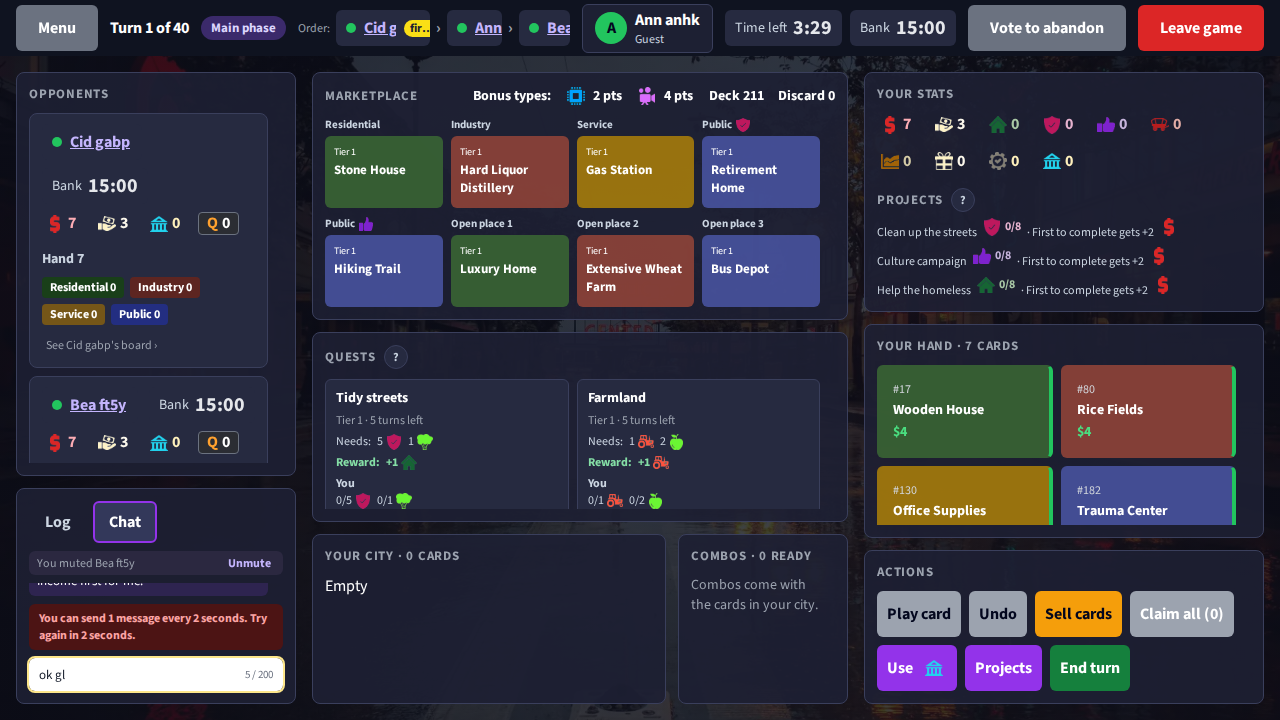 Menu
Turn 1 of 40
Main phase
Order:
Cid g
fir...
›
Ann
›
Bea
A
Ann anhk
Guest
Time left 3:29
Bank 15:00
Vote to abandon
Leave game
OPPONENTS
Cid gabp
Bank 15:00
7 3 0 Q 0
Hand 7
Residential 0 Industry 0
Service 0 Public 0
See Cid gabp's board ›
Bea ft5y Bank 15:00
7 3 0 Q 0
Log Chat
You muted Bea ft5y Unmute
income first for me.
You can send 1 message every 2 seconds. Try
again in 2 seconds.
ok gl 5 / 200
MARKETPLACE Bonus types: 2 pts 4 pts Deck 211 Discard 0
Residential Industry Service Public
Tier 1 Tier 1 Tier 1 Tier 1
Stone House Hard Liquor Gas Station Retirement
Distillery Home
Public Open place 1 Open place 2 Open place 3
Tier 1 Tier 1 Tier 1 Tier 1
Hiking Trail Luxury Home Extensive Wheat Bus Depot
Farm
QUESTS ?
Tidy streets
Tier 1 · 5 turns left
Needs: 5 1
Reward: +1
You
0/5 0/1
Farmland
Tier 1 · 5 turns left
Needs: 1 2
Reward: +1
You
0/1 0/2
YOUR CITY · 0 CARDS
Empty
COMBOS · 0 READY
Combos come with
the cards in your city.
YOUR STATS
7 3 0 0 0 0
0 0 0 0
PROJECTS ?
Clean up the streets 0/8 · First to complete gets +2
Culture campaign 0/8 · First to complete gets +2
Help the homeless 0/8 · First to complete gets +2
YOUR HAND · 7 CARDS
#17
Wooden House
$4
#80
Rice Fields
$4
#130
Office Supplies
#182
Trauma Center
ACTIONS
Play card Undo Sell cards Claim all (0)
Use Projects End turn